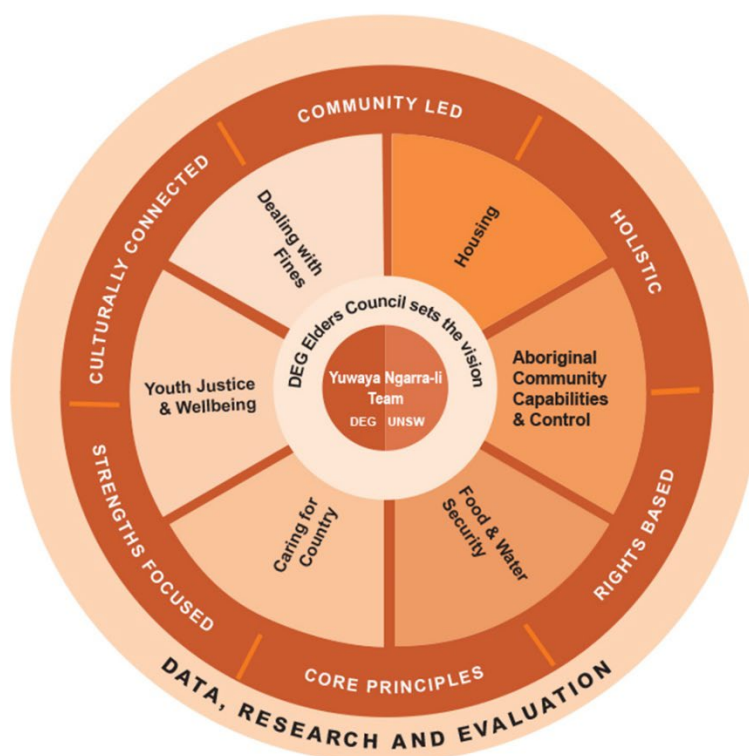 COMMUNITY LED
HOLISTIC
RIGHTS BASED
CORE PRINCIPLES
STRENGTHS FOCUSED
CULTURALLY CONNECTED
Dealing with
Fines
Housing
Aboriginal
Community
Capabilities
& Control
Food & Water
Security
Caring for
Country
Youth Justice
& Wellbeing
DEG Elders Council sets the vision
Yuwaya Ngarra-li
Team
DEG UNSW
DATA, RESEARCH AND EVALUATION